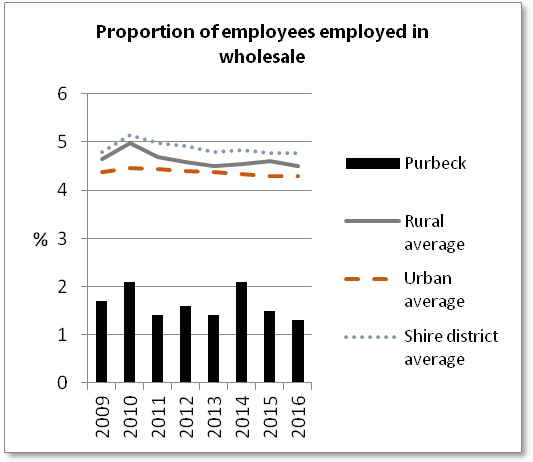 Proportion of employees employed in
wholesale
6
5
4
3
2
1
0
%
2009
2010
2011
2012
2013
2014
2015
2016
Purbeck
Rural
average
Urban
average
Shire district
average